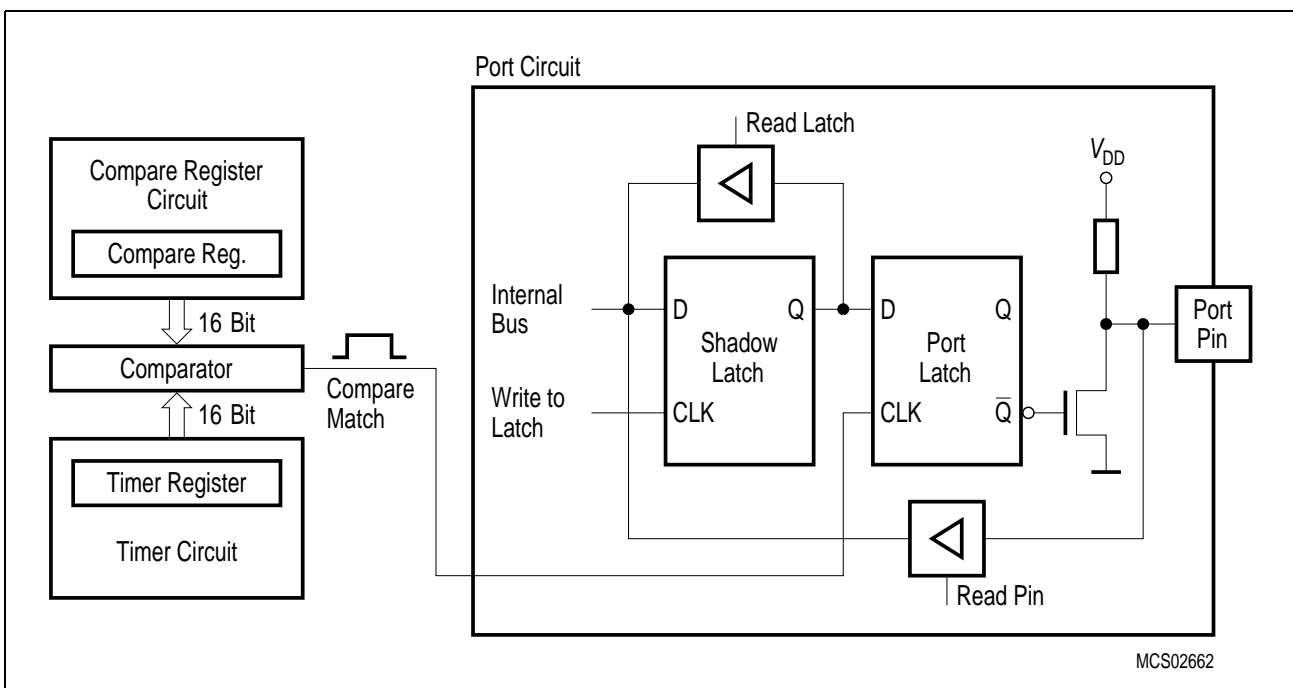 Port Circuit
Compare Register
Circuit
Compare Reg.
16 Bit
Comparator
16 Bit
Timer Register
Timer Circuit
Compare
Match
Read Latch
VDD
Internal
Bus
D
Q
Shadow
Latch
Write to
Latch
CLK
D
Q
Port
Latch
CLK
Q̅
Port
Pin
Read Pin
MCS02662